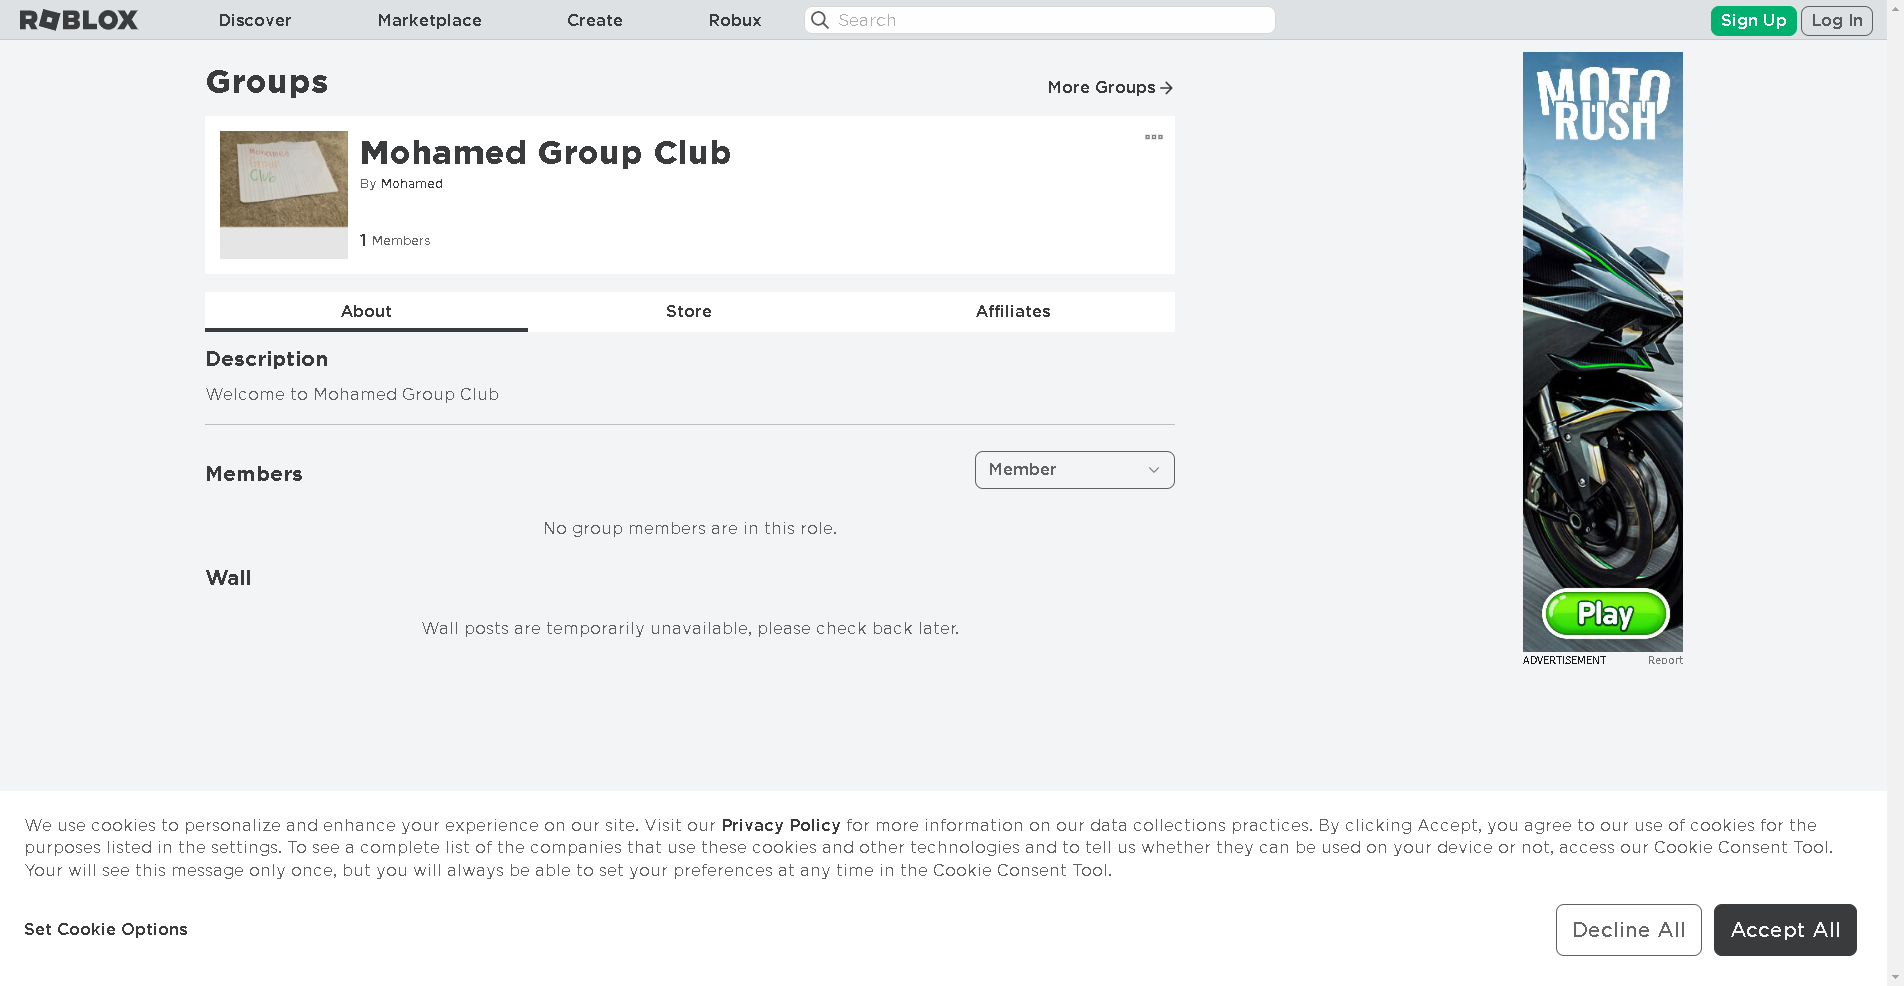 ROBLOX
Discover
Marketplace
Create
Robux
Search
Sign Up
Log In
Groups
More Groups
Mohamed
Group
Club
Mohamed Group Club
By Mohamed
1 Members
About
Store
Affiliates
Description
Welcome to Mohamed Group Club
Members
Member
No group members are in this role.
Wall
Wall posts are temporarily unavailable, please check back later.
MOTO
RUSH
Play
ADVERTISEMENT
Report
We use cookies to personalize and enhance your experience on our site. Visit our Privacy Policy for more information on our data collections practices. By clicking Accept, you agree to our use of cookies for the
purposes listed in the settings. To see a complete list of the companies that use these cookies and other technologies and to tell us whether they can be used on your device or not, access our Cookie Consent Tool.
Your will see this message only once, but you will always be able to set your preferences at any time in the Cookie Consent Tool.
Set Cookie Options
Decline All
Accept All